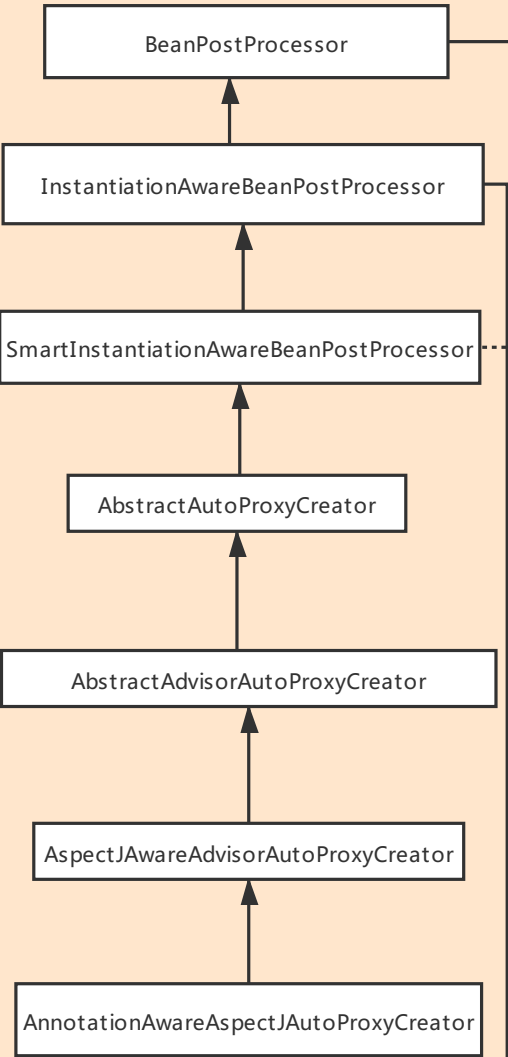 BeanPostProcessor
InstantiationAwareBeanPostProcessor
SmartInstantiationAwareBeanPostProcessor
AbstractAutoProxyCreator
AbstractAdvisorAutoProxyCreator
AspectJAwareAdvisorAutoProxyCreator
AnnotationAwareAspectJAutoProxyCreator